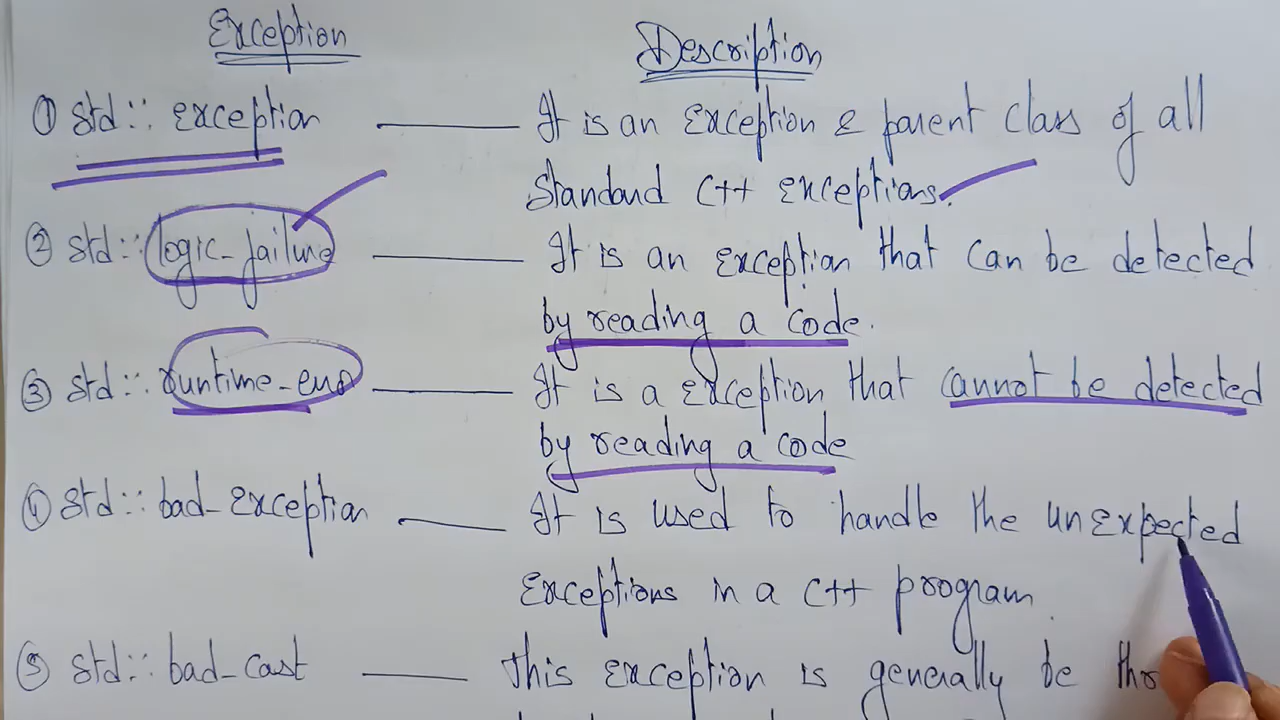 Exception Description
① std:: exception —— It is an exception & parent class of all
Standard C++ exceptions.
② std:: logic_failure —— It is an exception that can be detected
by reading a code.
③ std:: runtime_error —— It is a exception that cannot be detected
by reading a code
④ std:: bad_exception —— It is used to handle the unexpected
exceptions in a C++ program.
⑤ std:: bad_cast —— This exception is generally be